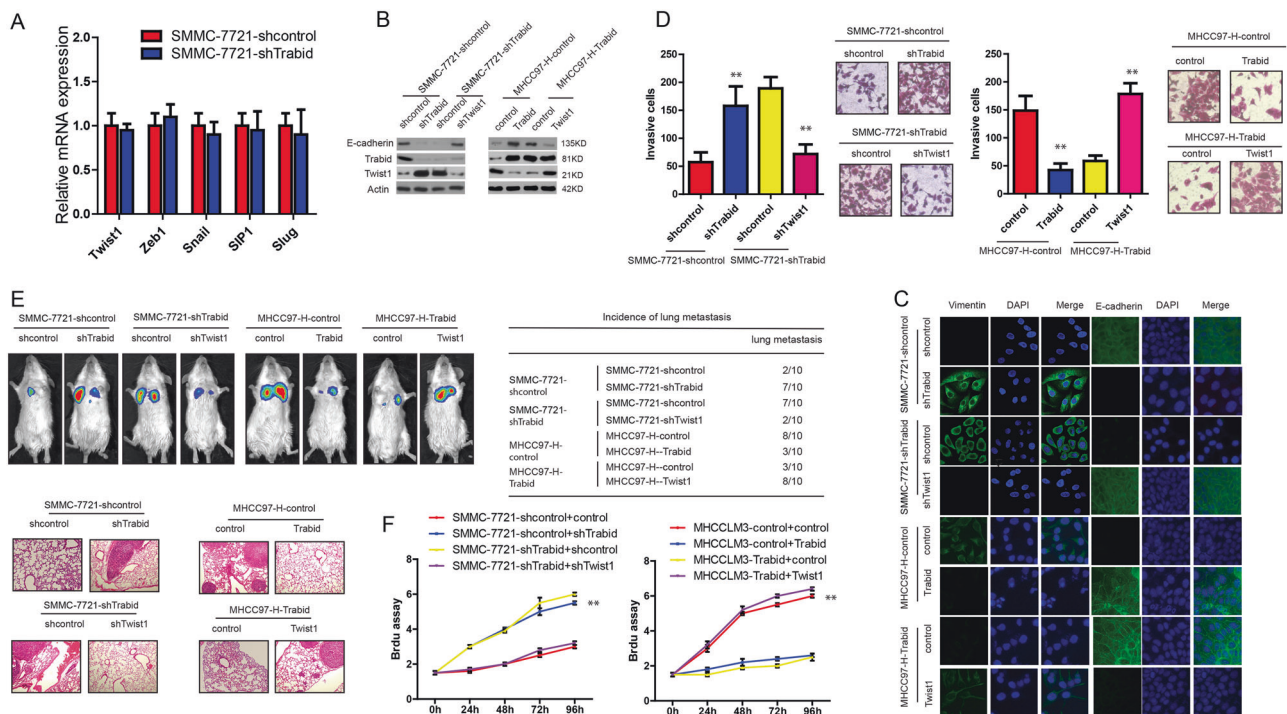 A
Relative mRNA expression
2.0
1.5
1.0
0.5
0.0
SMMC-7721-shcontrol
SMMC-7721-shTrabid
Twist1
Zeb1
Snail
SIP1
Slug
B
SMMC-7721-shcontrol
SMMC-7721-shTrabid
MHCC97-H-control
MHCC97-H-Trabid
shcontrol
shTrabid
shcontrol
shTwist1
control
Trabid
control
Twist1
E-cadherin
135KD
Trabid
81KD
Twist1
21KD
Actin
42KD
D
Invasive cells
250
200
150
100
50
0
**
**
shcontrol
shTrabid
shcontrol
shTwist1
SMMC-7721-shcontrol
SMMC-7721-shTrabid
SMMC-7721-shcontrol
shcontrol
shTrabid
SMMC-7721-shTrabid
shcontrol
shTwist1
Invasive cells
250
200
150
100
50
0
**
**
control
Trabid
control
Twist1
MHCC97-H-control
MHCC97-H-Trabid
MHCC97-H-control
control
Trabid
MHCC97-H-Trabid
control
Twist1
E
SMMC-7721-shcontrol
SMMC-7721-shTrabid
MHCC97-H-control
MHCC97-H-Trabid
shcontrol
shTrabid
shcontrol
shTwist1
control
Trabid
control
Twist1
Incidence of lung metastasis
lung metastasis
SMMC-7721-
shcontrol
SMMC-7721-shcontrol 2/10
SMMC-7721-shTrabid 7/10
SMMC-7721-
shTrabid
SMMC-7721-shcontrol 7/10
SMMC-7721-shTwist1 2/10
MHCC97-H-
control
MHCC97-H-control 8/10
MHCC97-H--Trabid 3/10
MHCC97-H-
Trabid
MHCC97-H--control 3/10
MHCC97-H--Twist1 8/10
SMMC-7721-shcontrol
shcontrol
shTrabid
SMMC-7721-shTrabid
shcontrol
shTwist1
MHCC97-H-control
control
Trabid
MHCC97-H-Trabid
control
Twist1
F
SMMC-7721-shcontrol+control
SMMC-7721-shcontrol+shTrabid
SMMC-7721-shTrabid+shcontrol
SMMC-7721-shTrabid+shTwist1
Brdu assay
8
6
4
2
0
**
0h
24h
48h
72h
96h
MHCCLM3-control+control
MHCCLM3-control+Trabid
MHCCLM3-Trabid+control
MHCCLM3-Trabid+Twist1
Brdu assay
8
6
4
2
0
**
0h
24h
48h
72h
96h
C
Vimentin
DAPI
Merge
E-cadherin
DAPI
Merge
SMMC-7721-shcontrol
shcontrol
shTrabid
SMMC-7721-shTrabid
shcontrol
shTwist1
MHCC97-H-control
control
Trabid
MHCC97-H-Trabid
control
Twist1